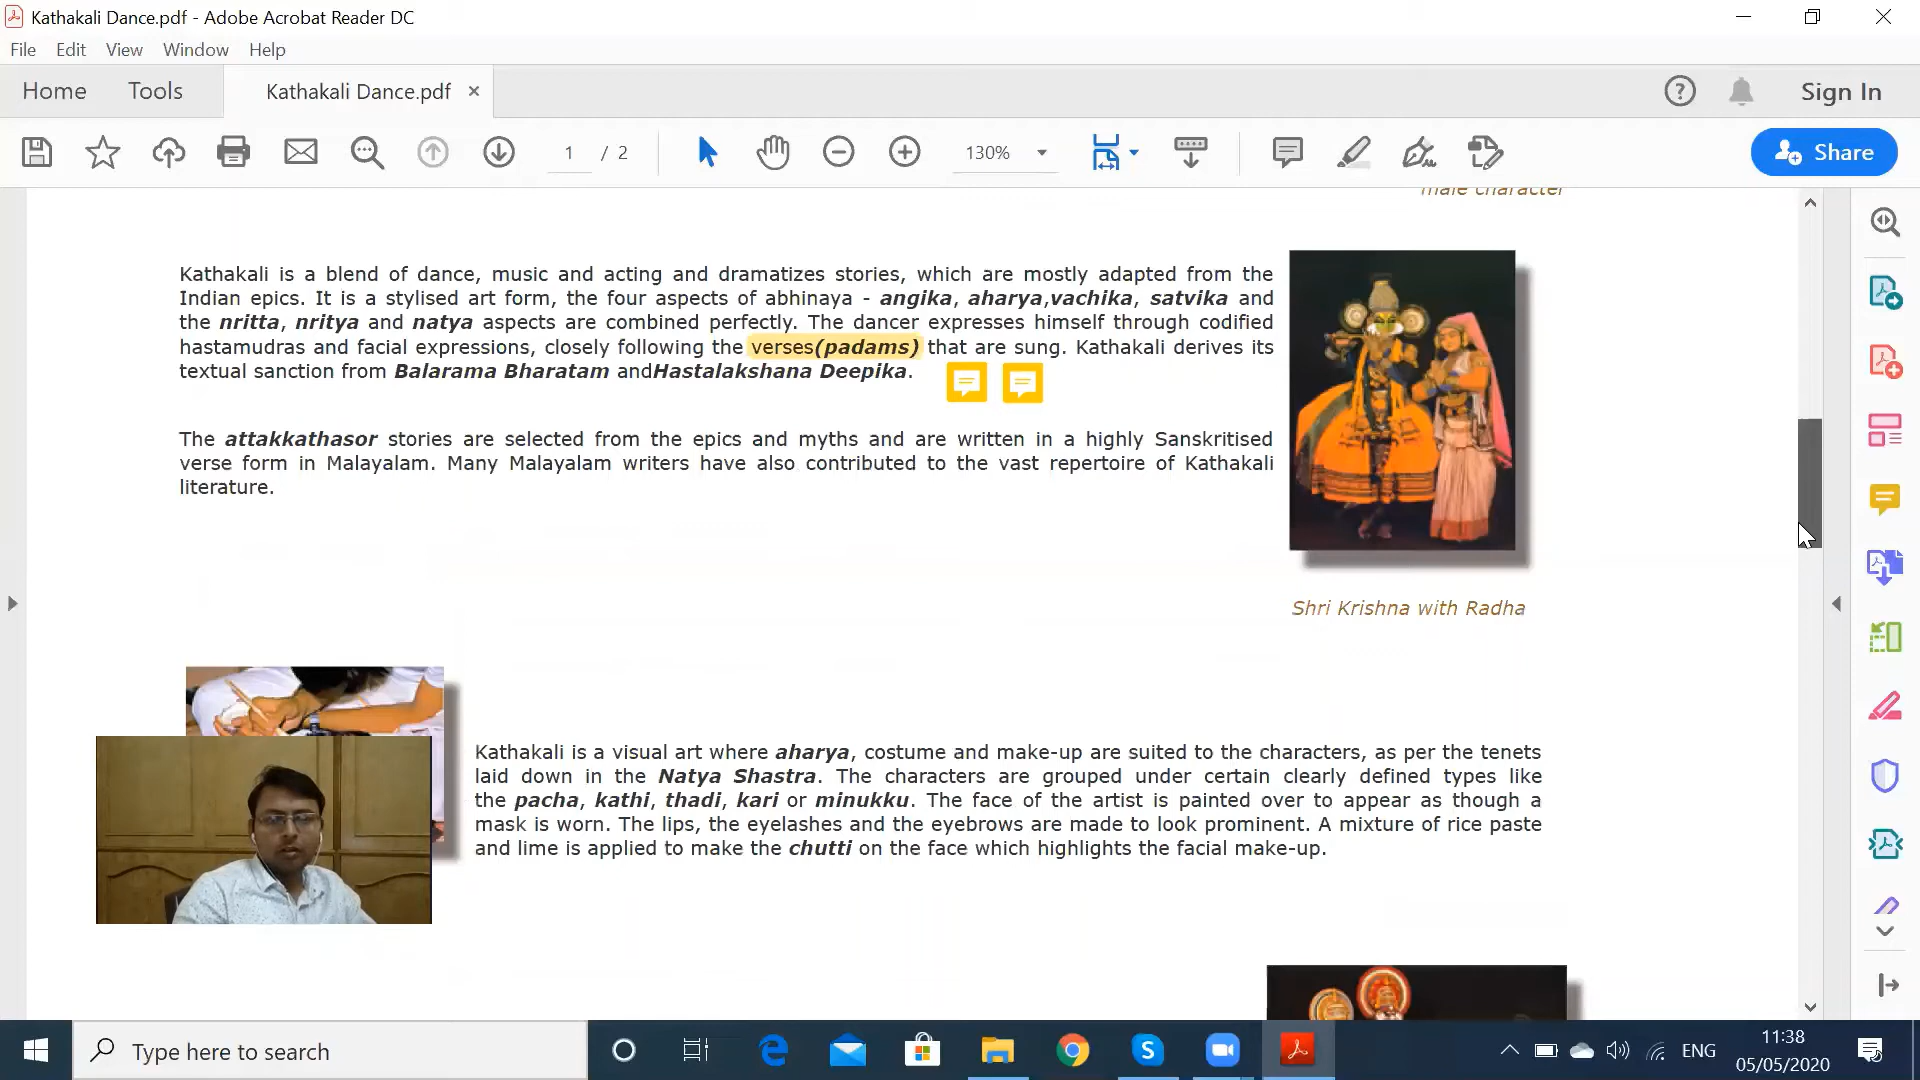 Kathakali Dance.pdf - Adobe Acrobat Reader DC
File Edit View Window Help
Home Tools Kathakali Dance.pdf × Sign In
1 / 2 130% Share
male character
Kathakali is a blend of dance, music and acting and dramatizes stories, which are mostly adapted from the
Indian epics. It is a stylised art form, the four aspects of abhinaya - angika, aharya,vachika, satvika and
the nritta, nritya and natya aspects are combined perfectly. The dancer expresses himself through codified
hastamudras and facial expressions, closely following the verses(padams) that are sung. Kathakali derives its
textual sanction from Balarama Bharatam andHastalakshana Deepika.
The attakkathasor stories are selected from the epics and myths and are written in a highly Sanskritised
verse form in Malayalam. Many Malayalam writers have also contributed to the vast repertoire of Kathakali
literature.
Shri Krishna with Radha
Kathakali is a visual art where aharya, costume and make-up are suited to the characters, as per the tenets
laid down in the Natya Shastra. The characters are grouped under certain clearly defined types like
the pacha, kathi, thadi, kari or minukku. The face of the artist is painted over to appear as though a
mask is worn. The lips, the eyelashes and the eyebrows are made to look prominent. A mixture of rice paste
and lime is applied to make the chutti on the face which highlights the facial make-up.
Type here to search
ENG
11:38
05/05/2020